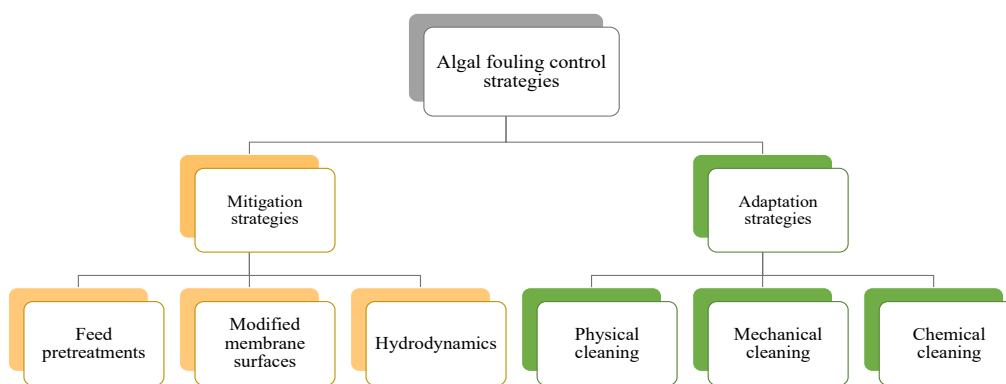 Algal fouling control
strategies
Mitigation
strategies
Adaptation
strategies
Feed
pretreatments
Modified
membrane
surfaces
Hydrodynamics
Physical
cleaning
Mechanical
cleaning
Chemical
cleaning